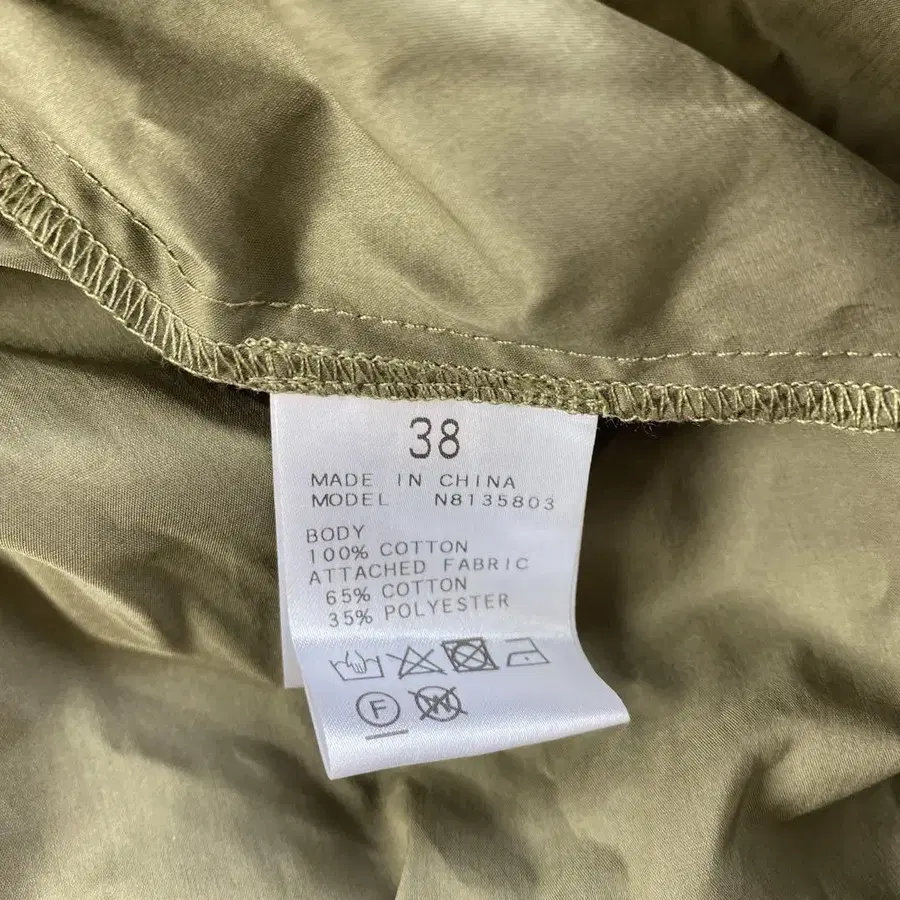 38
MADE IN CHINA
MODEL N8135803
BODY
100% COTTON
ATTACHED FABRIC
65% COTTON
35% POLYESTER
F W